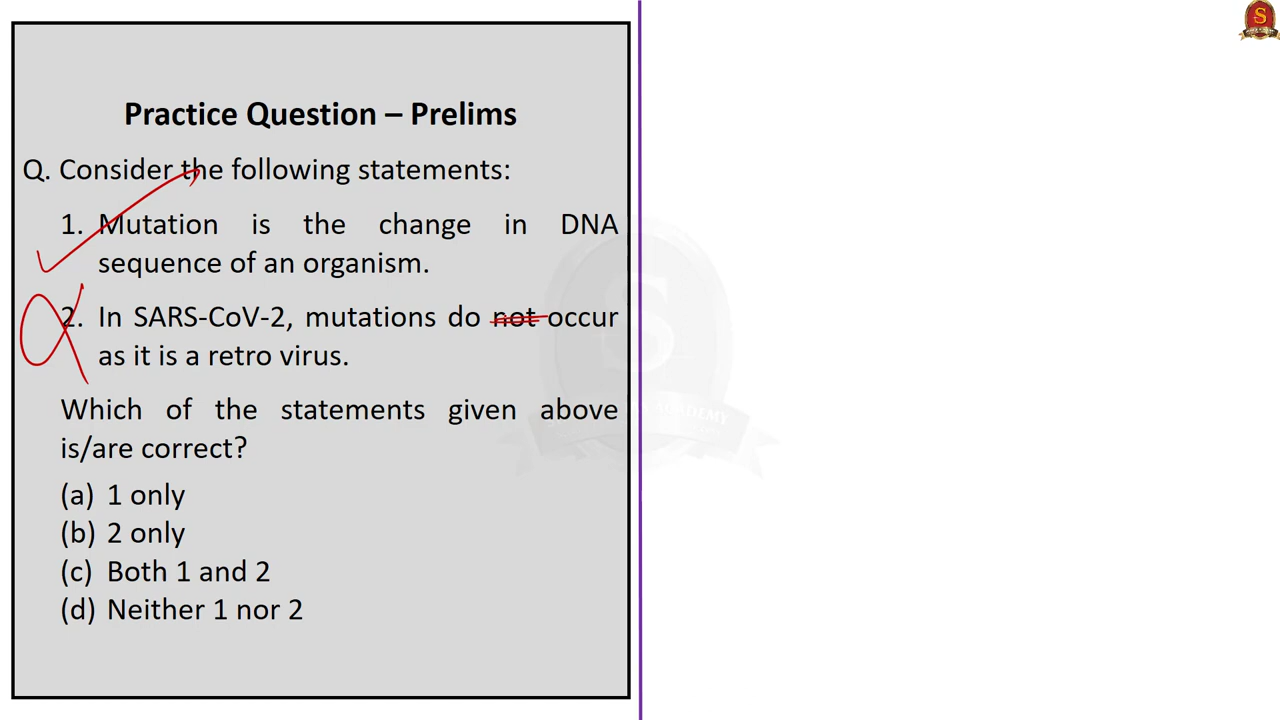 Practice Question – Prelims
Q. Consider the following statements:
1. Mutation is the change in DNA
sequence of an organism.
2. In SARS-CoV-2, mutations do not occur
as it is a retro virus.
Which of the statements given above
is/are correct?
(a) 1 only
(b) 2 only
(c) Both 1 and 2
(d) Neither 1 nor 2
S
S
ACADEMY